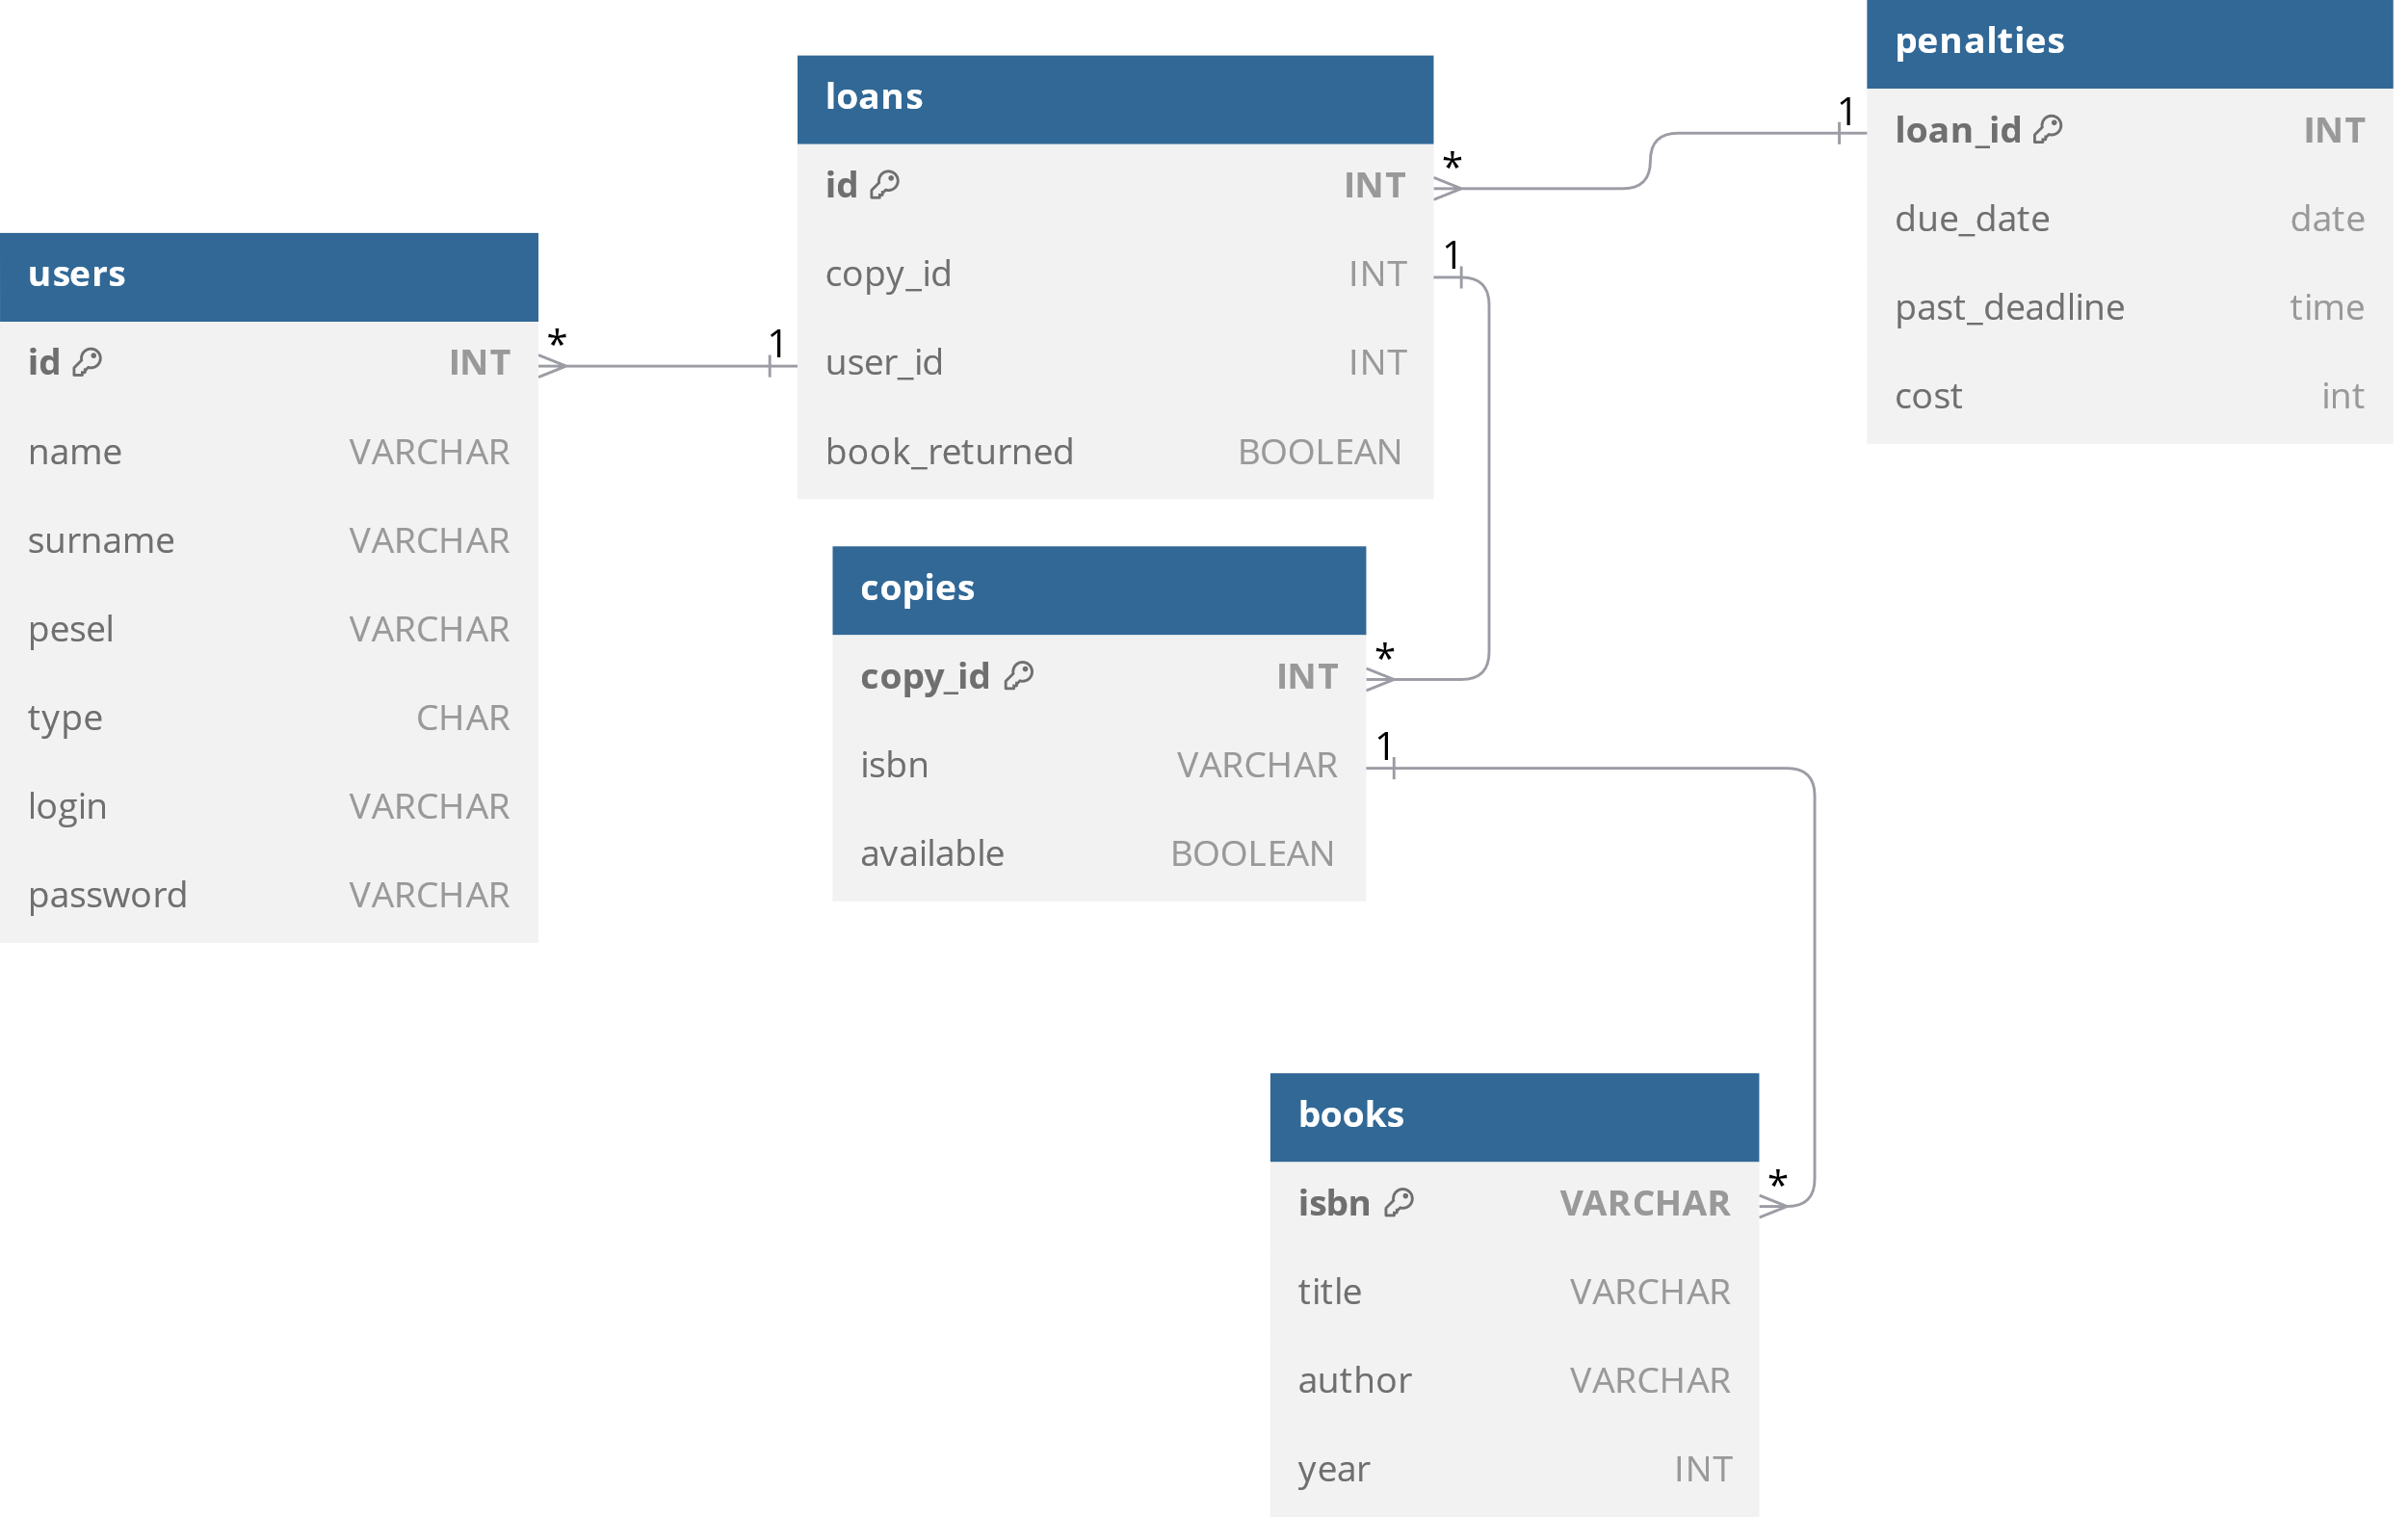 penalties
loan_id INT
due_date date
past_deadline time
cost int
loans
id INT
copy_id INT
user_id INT
book_returned BOOLEAN
users
id INT
name VARCHAR
surname VARCHAR
pesel VARCHAR
type CHAR
login VARCHAR
password VARCHAR
* 1
* 1
1
*
copies
copy_id INT
isbn VARCHAR
available BOOLEAN
1
*
books
isbn VARCHAR
title VARCHAR
author VARCHAR
year INT